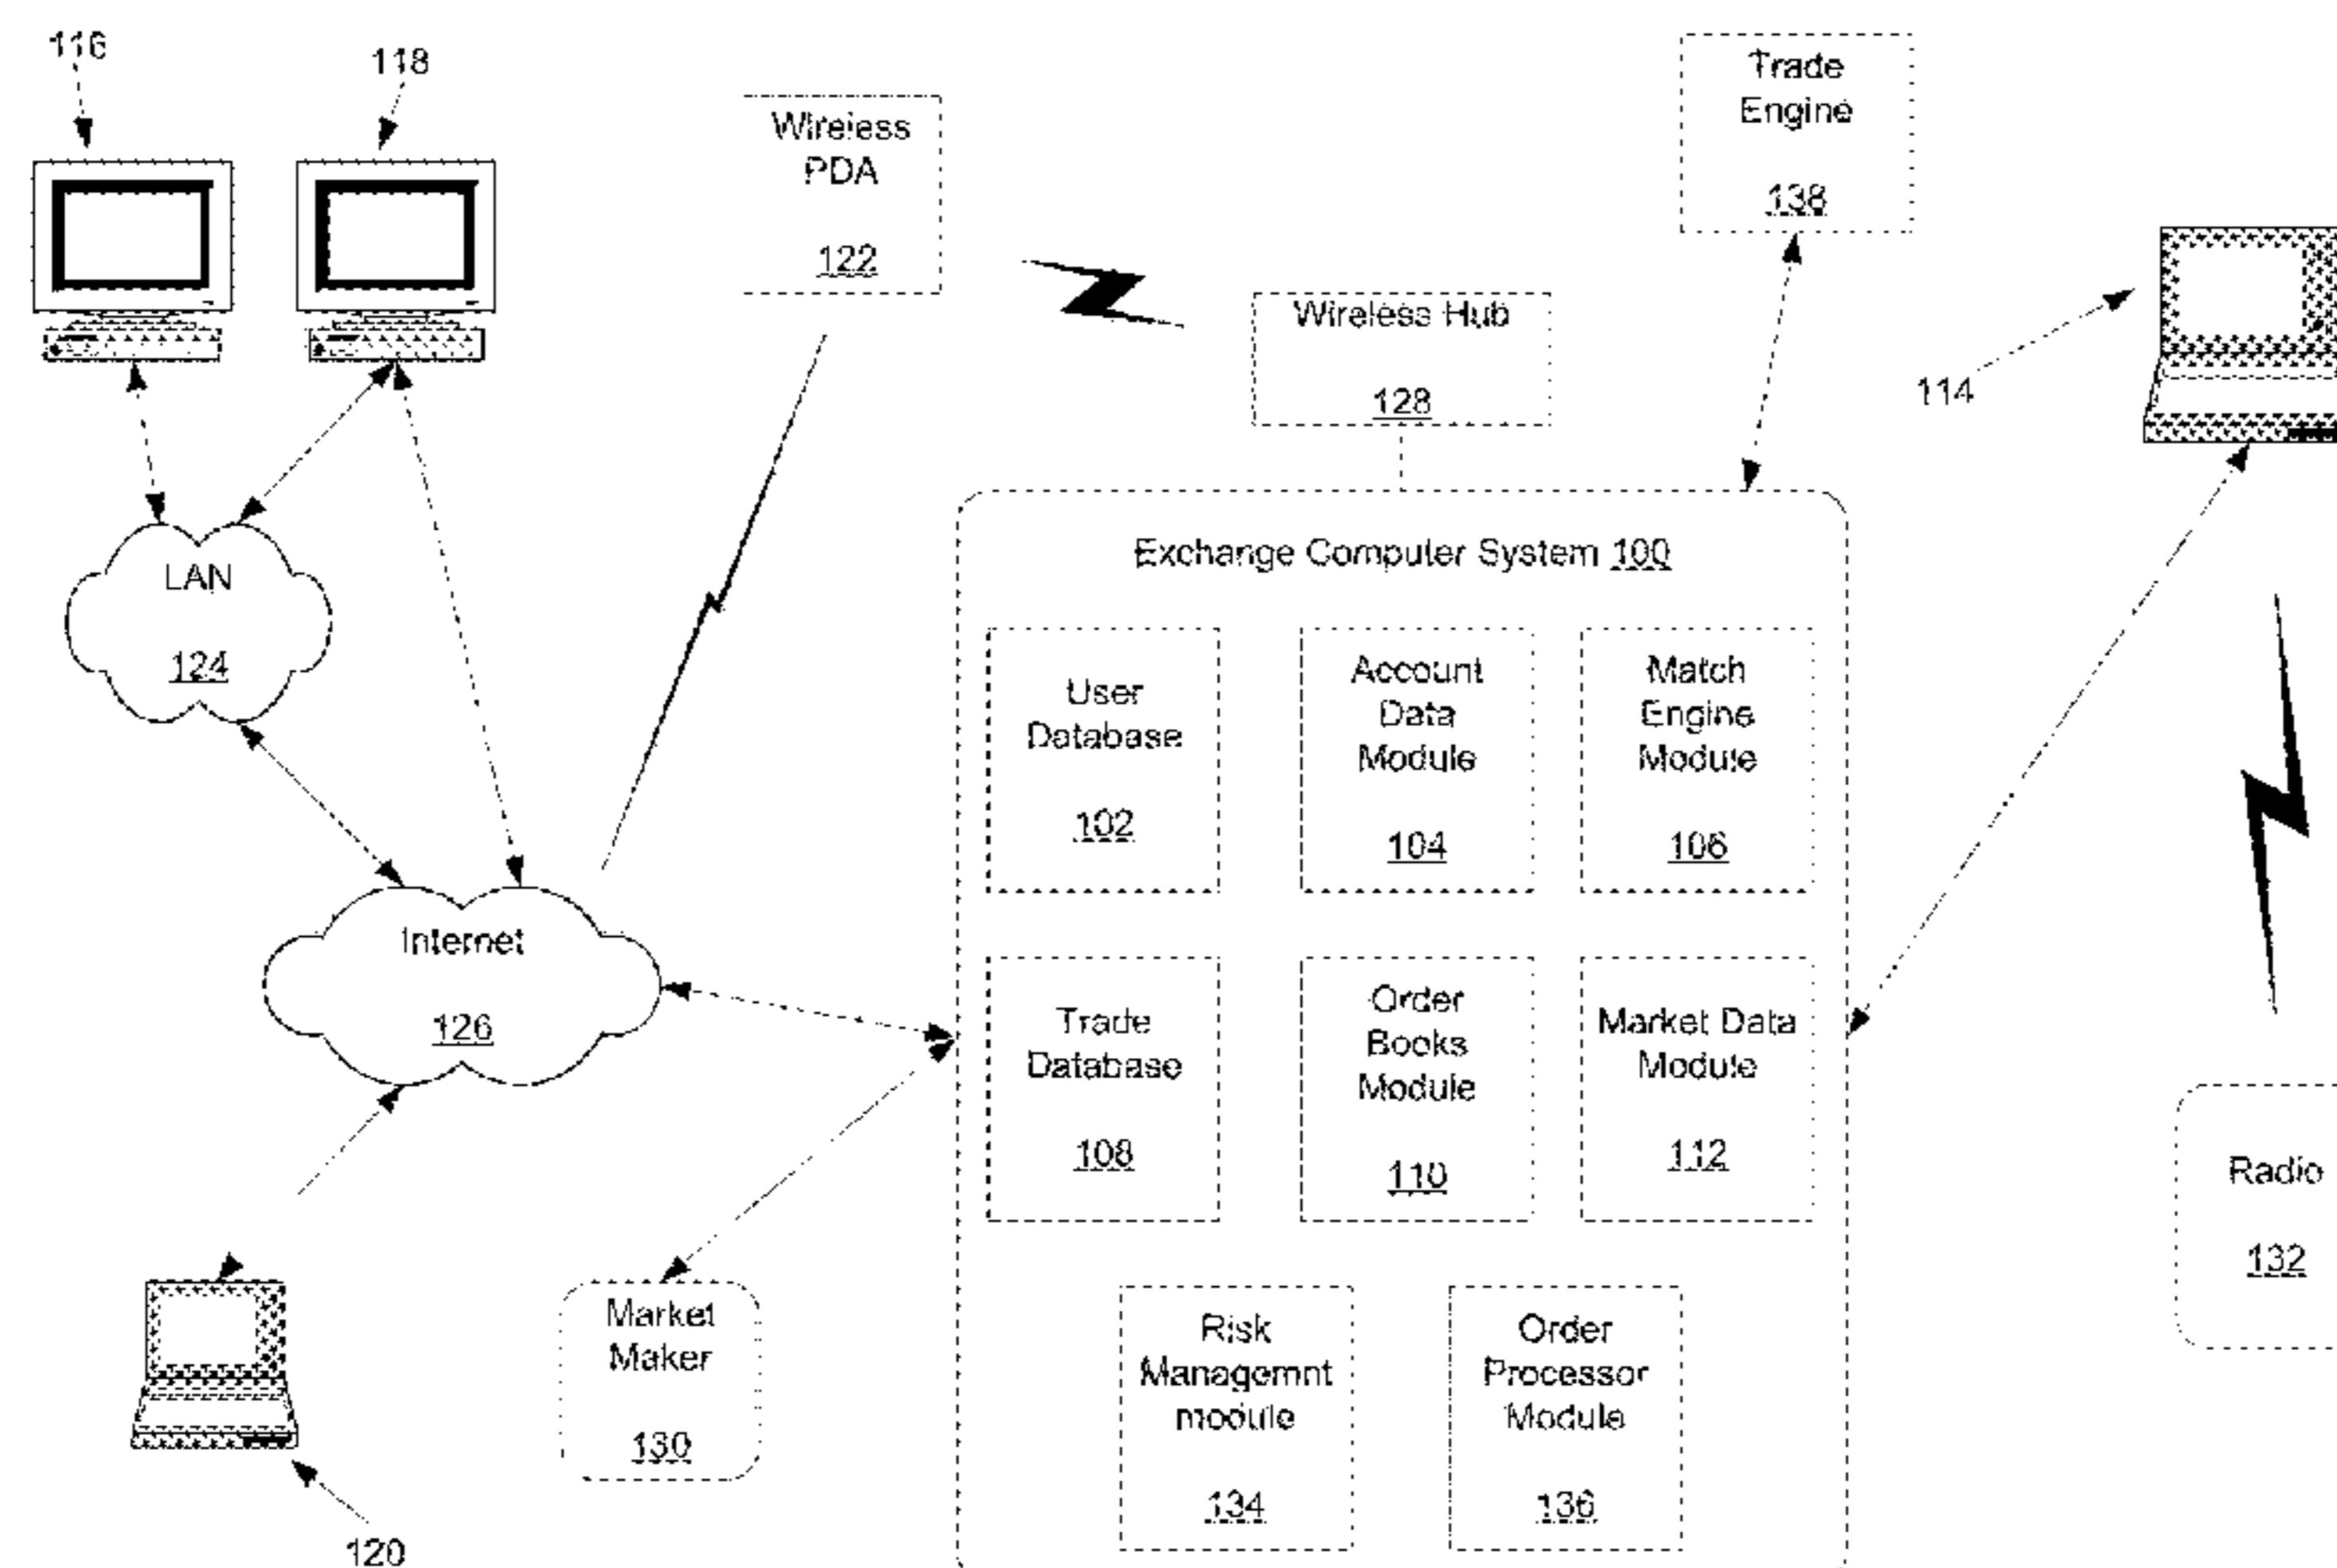 116
118
Wireless
PDA
122
Trade
Engine
138
Wireless Hub
128
114
LAN
124
Exchange Computer System 100
User
Database
102
Account
Data
Module
104
Match
Engine
Module
106
Internet
126
Trade
Database
108
Order
Books
Module
110
Market Data
Module
112
Radio
132
Market
Maker
130
Risk
Managemnt
module
134
Order
Processor
Module
136
120